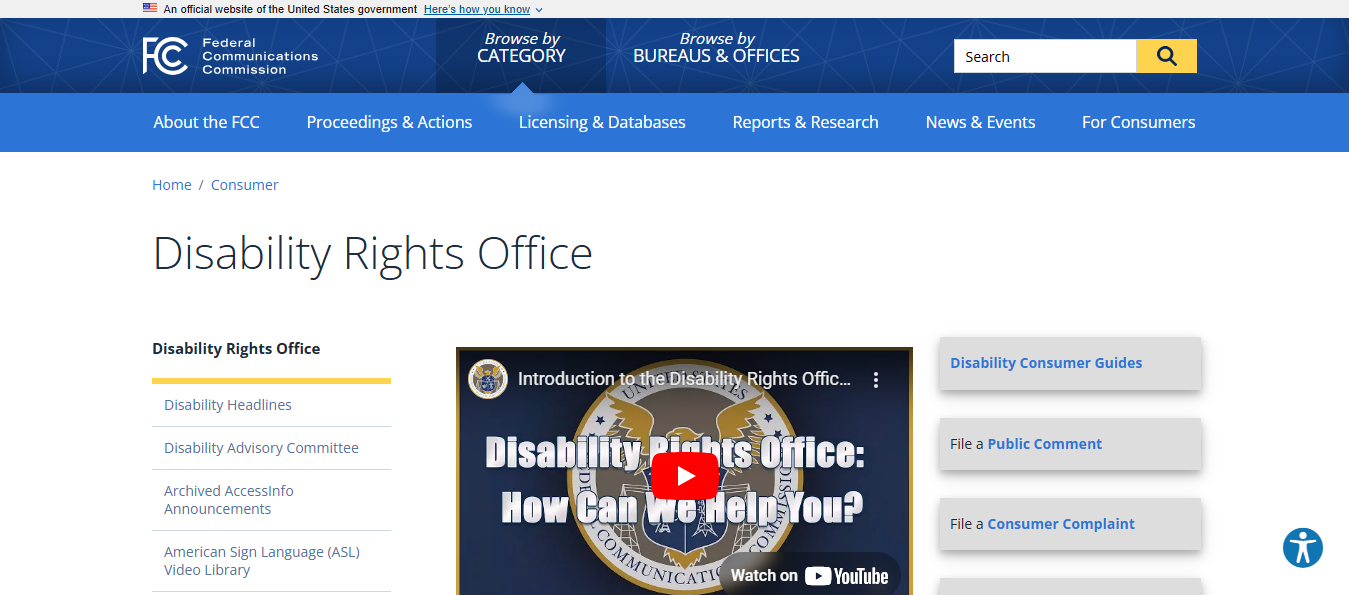 An official website of the United States government Here's how you know
FCC
Federal
Communications
Commission
Browse by
CATEGORY
Browse by
BUREAUS & OFFICES
Search
About the FCC
Proceedings & Actions
Licensing & Databases
Reports & Research
News & Events
For Consumers
Home / Consumer
Disability Rights Office
Disability Rights Office
Disability Headlines
Disability Advisory Committee
Archived AccessInfo
Announcements
American Sign Language (ASL)
Video Library
Introduction to the Disability Rights Offic...
Disability Rights Office:
How Can We Help You?
Watch on YouTube
Disability Consumer Guides
File a Public Comment
File a Consumer Complaint